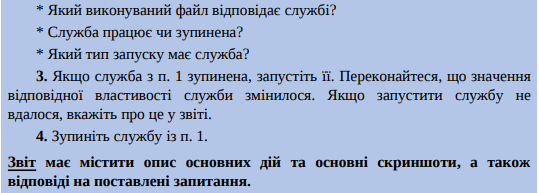 * Який виконуваний файл відповідає службі?
* Служба працює чи зупинена?
* Який тип запуску має служба?
3. Якщо служба з п. 1 зупинена, запустіть її. Переконайтеся, що значення
відповідної властивості служби змінилося. Якщо запустити службу не
вдалося, вкажіть про це у звіті.
4. Зупиніть службу із п. 1.
Звіт має містити опис основних дій та основні скриншоти, а також
відповіді на поставлені запитання.